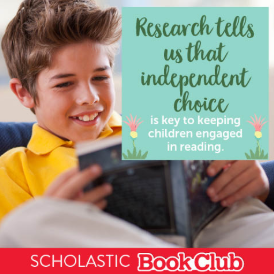 Research tells
us that
independent
choice
is key to keeping
children engaged
in reading.
SCHOLASTIC Book Club